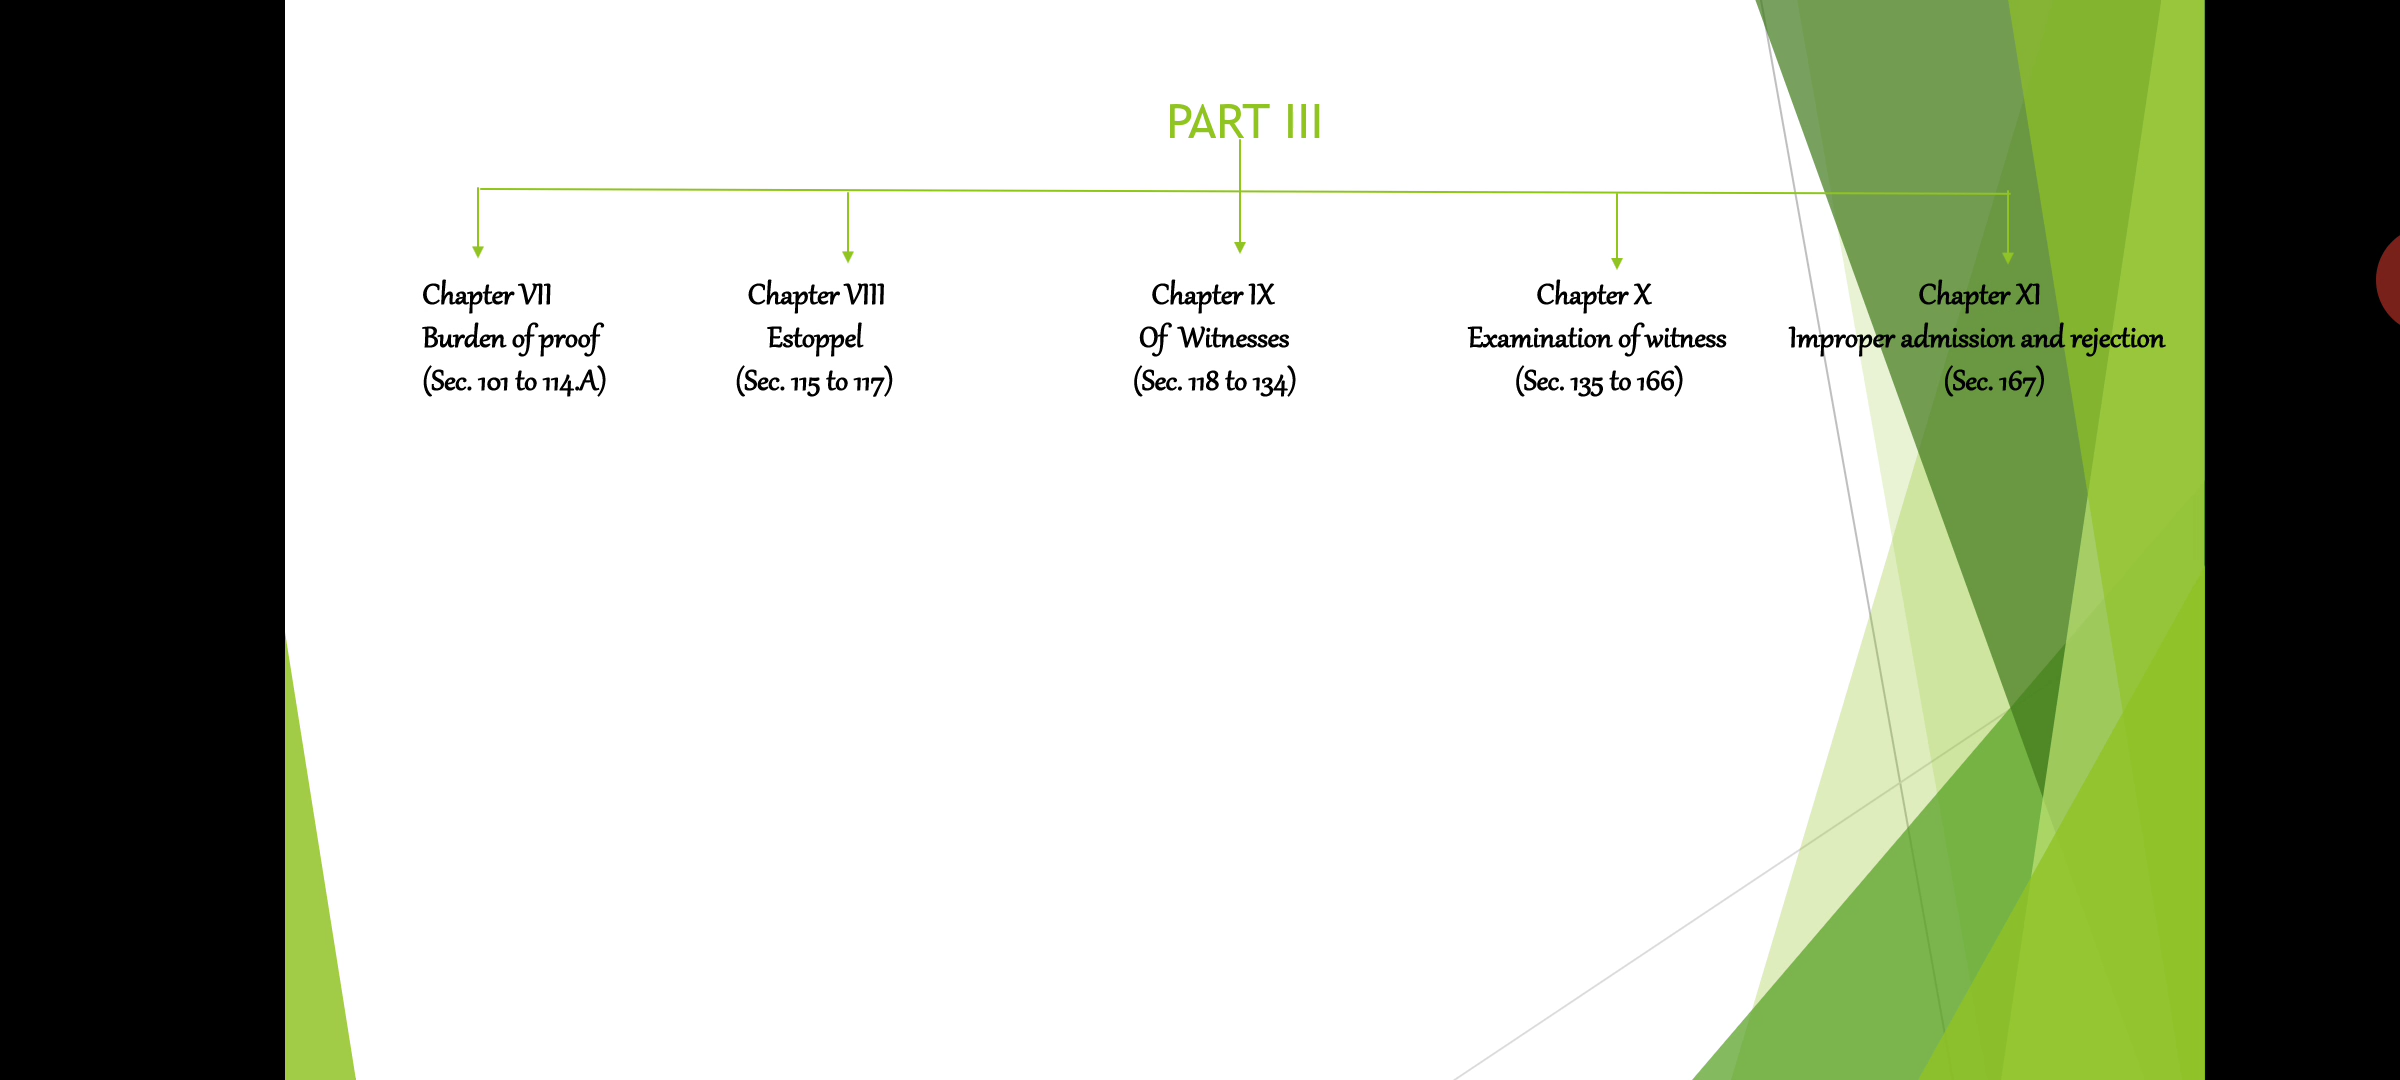 PART III
Chapter VII
Burden of proof
(Sec. 101 to 114.A)
Chapter VIII
Estoppel
(Sec. 115 to 117)
Chapter IX
Of Witnesses
(Sec. 118 to 134)
Chapter X
Examination of witness
(Sec. 135 to 166)
Chapter XI
Improper admission and rejection
(Sec. 167)